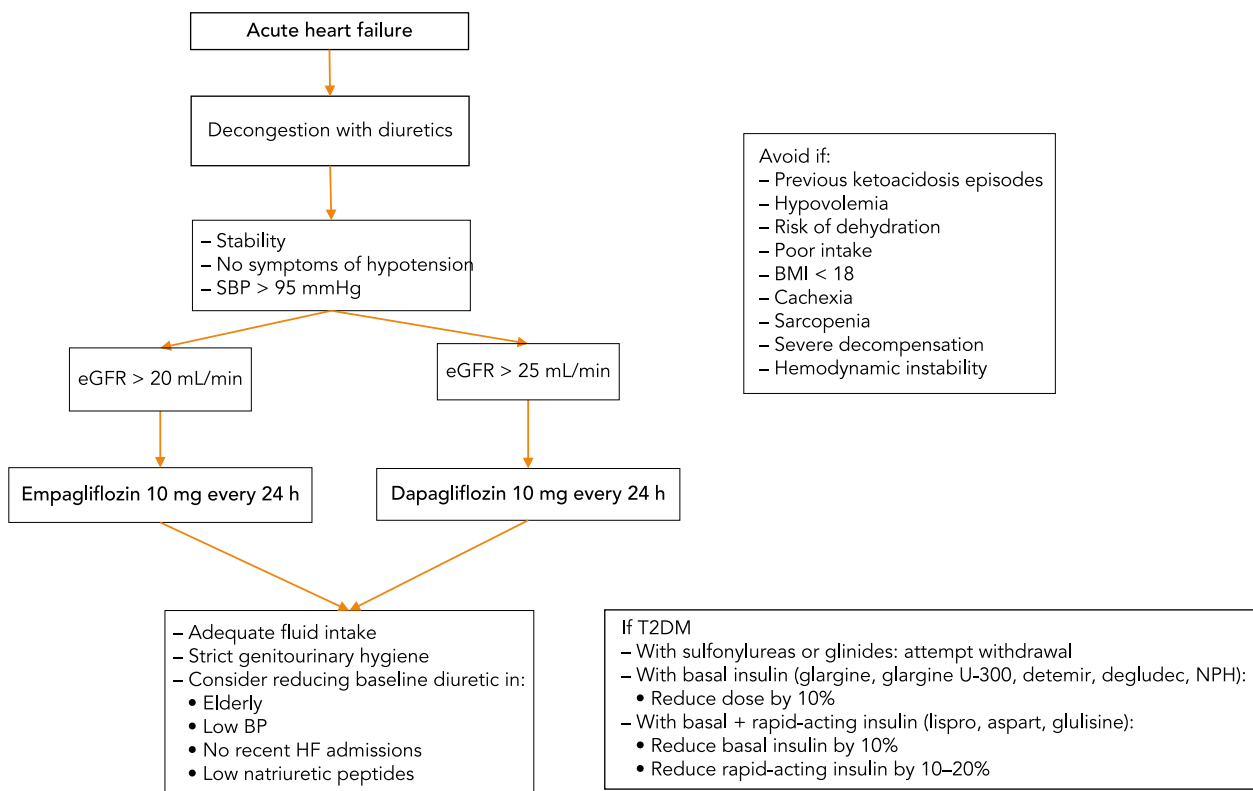 Acute heart failure
Decongestion with diuretics
– Stability
– No symptoms of hypotension
– SBP > 95 mmHg
eGFR > 20 mL/min
eGFR > 25 mL/min
Empagliflozin 10 mg every 24 h
Dapagliflozin 10 mg every 24 h
– Adequate fluid intake
– Strict genitourinary hygiene
– Consider reducing baseline diuretic in:
• Elderly
• Low BP
• No recent HF admissions
• Low natriuretic peptides
Avoid if:
– Previous ketoacidosis episodes
– Hypovolemia
– Risk of dehydration
– Poor intake
– BMI < 18
– Cachexia
– Sarcopenia
– Severe decompensation
– Hemodynamic instability
If T2DM
– With sulfonylureas or glinides: attempt withdrawal
– With basal insulin (glargine, glargine U-300, detemir, degludec, NPH):
• Reduce dose by 10%
– With basal + rapid-acting insulin (lispro, aspart, glulisine):
• Reduce basal insulin by 10%
• Reduce rapid-acting insulin by 10–20%